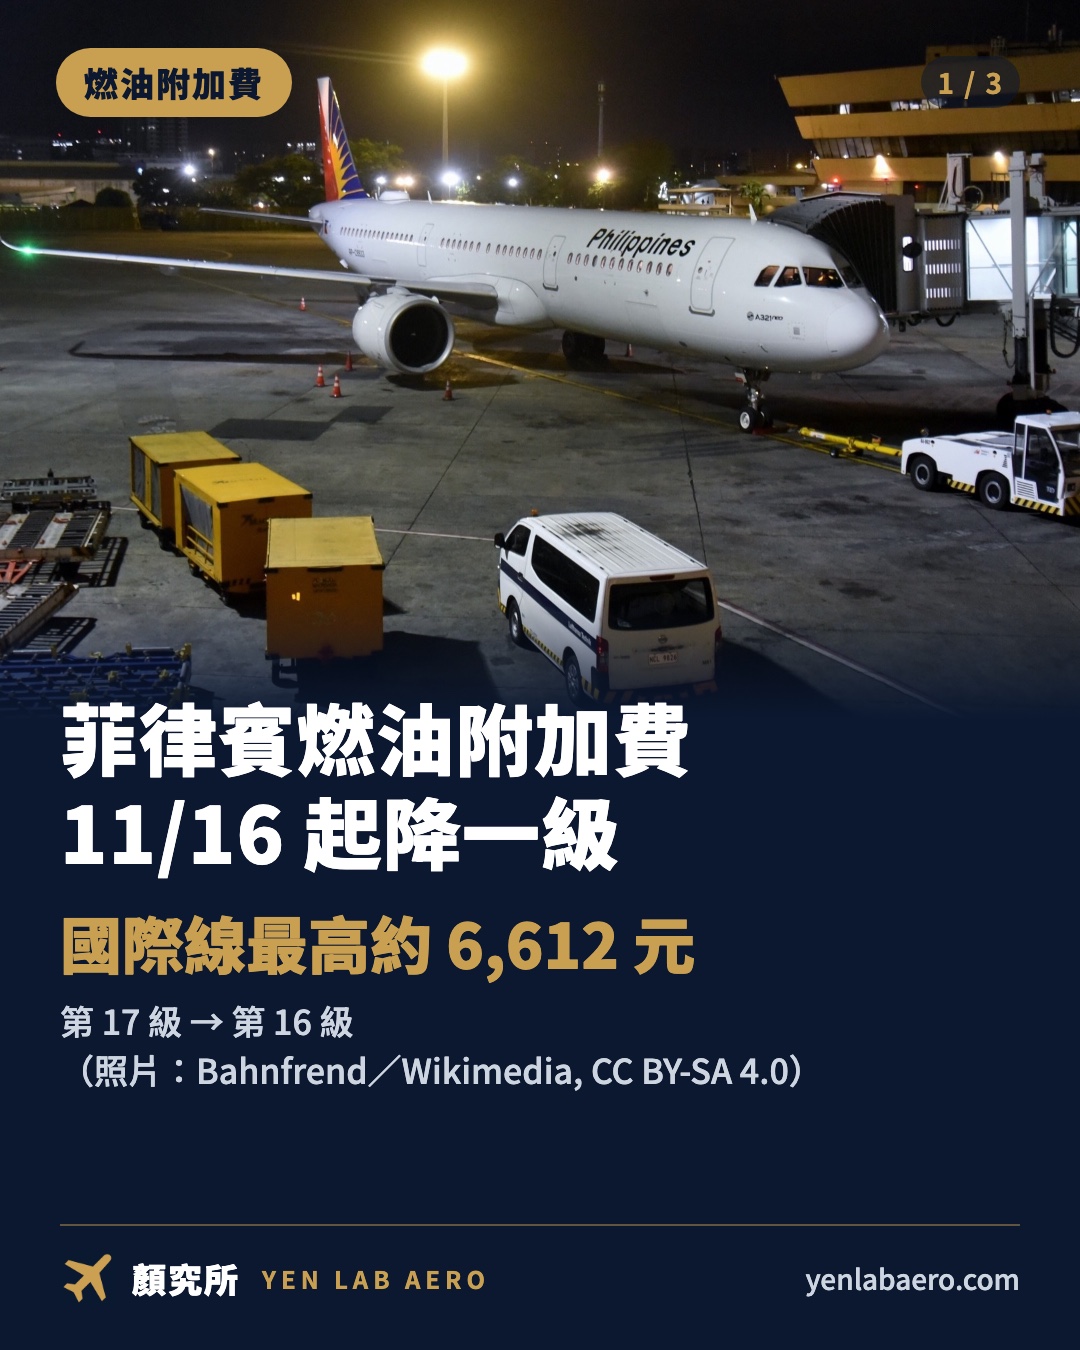 燃油附加費
1 / 3
Philippines
A321neo
菲律賓燃油附加費
11/16 起降一級
國際線最高約 6,612 元
第 17 級 → 第 16 級
（照片：Bahnfrend／Wikimedia, CC BY-SA 4.0）
顏究所 YEN LAB AERO
yenlabaero.com